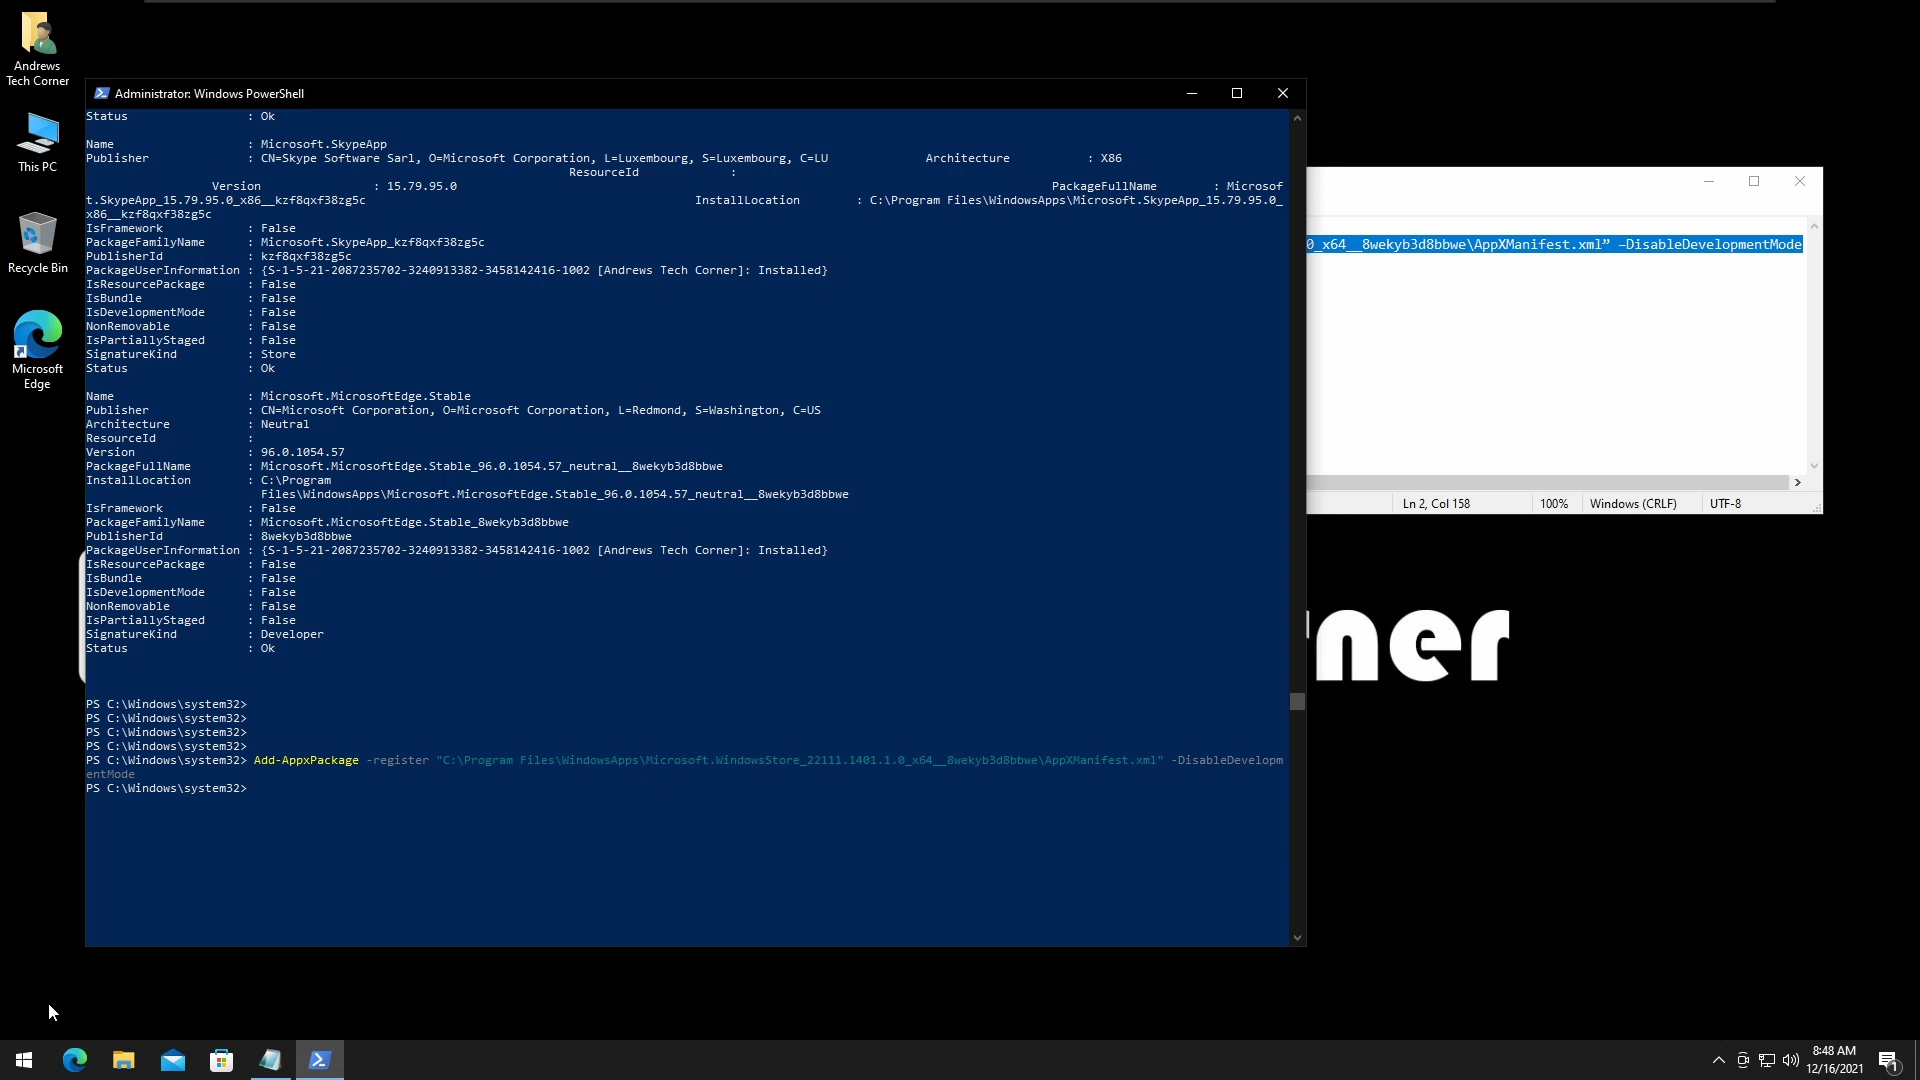 Andrews
Tech Corner
This PC
Recycle Bin
Microsoft
Edge
Administrator: Windows PowerShell
Status : Ok
Name : Microsoft.SkypeApp
Publisher : CN=Skype Software Sarl, O=Microsoft Corporation, L=Luxembourg, S=Luxembourg, C=LU Architecture : X86
ResourceId :
Version : 15.79.95.0 PackageFullName : Microsof
t.SkypeApp_15.79.95.0_x86__kzf8qxf38zg5c InstallLocation : C:\Program Files\WindowsApps\Microsoft.SkypeApp_15.79.95.0_
x86__kzf8qxf38zg5c
IsFramework : False
PackageFamilyName : Microsoft.SkypeApp_kzf8qxf38zg5c
PublisherId : kzf8qxf38zg5c
PackageUserInformation : {S-1-5-21-2087235702-3240913382-3458142416-1002 [Andrews Tech Corner]: Installed}
IsResourcePackage : False
IsBundle : False
IsDevelopmentMode : False
NonRemovable : False
IsPartiallyStaged : False
SignatureKind : Store
Status : Ok
Name : Microsoft.MicrosoftEdge.Stable
Publisher : CN=Microsoft Corporation, O=Microsoft Corporation, L=Redmond, S=Washington, C=US
Architecture : Neutral
ResourceId :
Version : 96.0.1054.57
PackageFullName : Microsoft.MicrosoftEdge.Stable_96.0.1054.57_neutral__8wekyb3d8bbwe
InstallLocation : C:\Program
Files\WindowsApps\Microsoft.MicrosoftEdge.Stable_96.0.1054.57_neutral__8wekyb3d8bbwe
IsFramework : False
PackageFamilyName : Microsoft.MicrosoftEdge.Stable_8wekyb3d8bbwe
PublisherId : 8wekyb3d8bbwe
PackageUserInformation : {S-1-5-21-2087235702-3240913382-3458142416-1002 [Andrews Tech Corner]: Installed}
IsResourcePackage : False
IsBundle : False
IsDevelopmentMode : False
NonRemovable : False
IsPartiallyStaged : False
SignatureKind : Developer
Status : Ok
PS C:\Windows\system32>
PS C:\Windows\system32>
PS C:\Windows\system32>
PS C:\Windows\system32>
PS C:\Windows\system32> Add-AppxPackage -register "C:\Program Files\WindowsApps\Microsoft.WindowsStore_22111.1401.1.0_x64__8wekyb3d8bbwe\AppXManifest.xml" -DisableDevelopm
entMode
PS C:\Windows\system32>
0_x64__8wekyb3d8bbwe\AppXManifest.xml” –DisableDevelopmentMode
Ln 2, Col 158 100% Windows (CRLF) UTF-8
rner
8:48 AM
12/16/2021
1